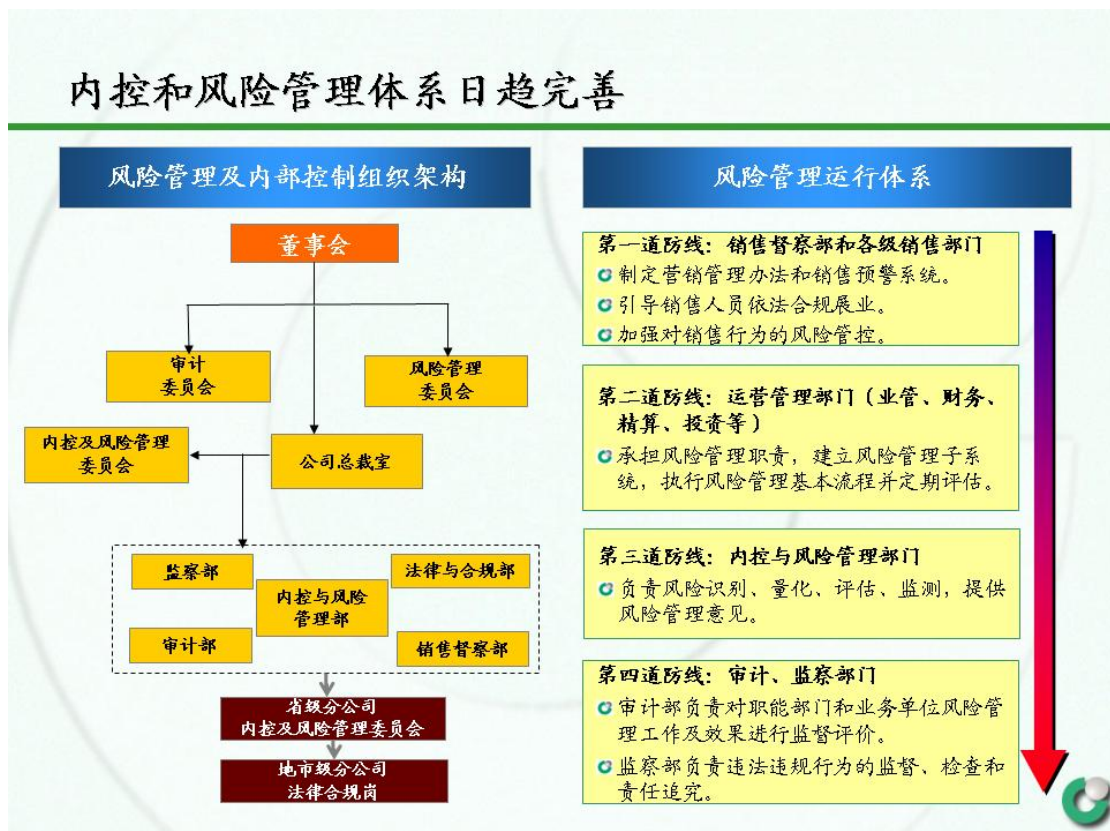 内控和风险管理体系日趋完善
风险管理及内部控制组织架构
董事会
审计
委员会
风险管理
委员会
内控及风险管理
委员会
公司总裁室
监察部
法律与合规部
内控与风险
管理部
审计部
销售督察部
省级分公司
内控及风险管理委员会
地市级分公司
法律合规岗
风险管理运行体系
第一道防线：销售督察部和各级销售部门
制定营销管理办法和销售预警系统。
引导销售人员依法合规展业。
加强对销售行为的风险管控。
第二道防线：运营管理部门（业管、财务、
精算、投资等）
承担风险管理职责，建立风险管理子系
统，执行风险管理基本流程并定期评估。
第三道防线：内控与风险管理部门
负责风险识别、量化、评估、监测，提供
风险管理意见。
第四道防线：审计、监察部门
审计部负责对职能部门和业务单位风险管
理工作及效果进行监督评价。
监察部负责违法违规行为的监督、检查和
责任追究。